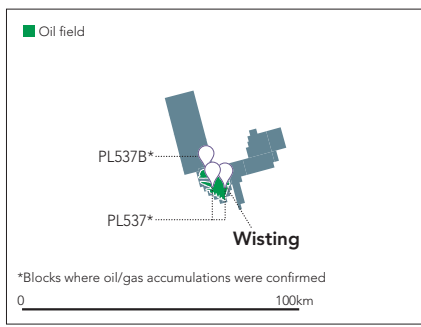 Oil field
PL537B*
PL537*
Wisting
*Blocks where oil/gas accumulations were confirmed
0 100km